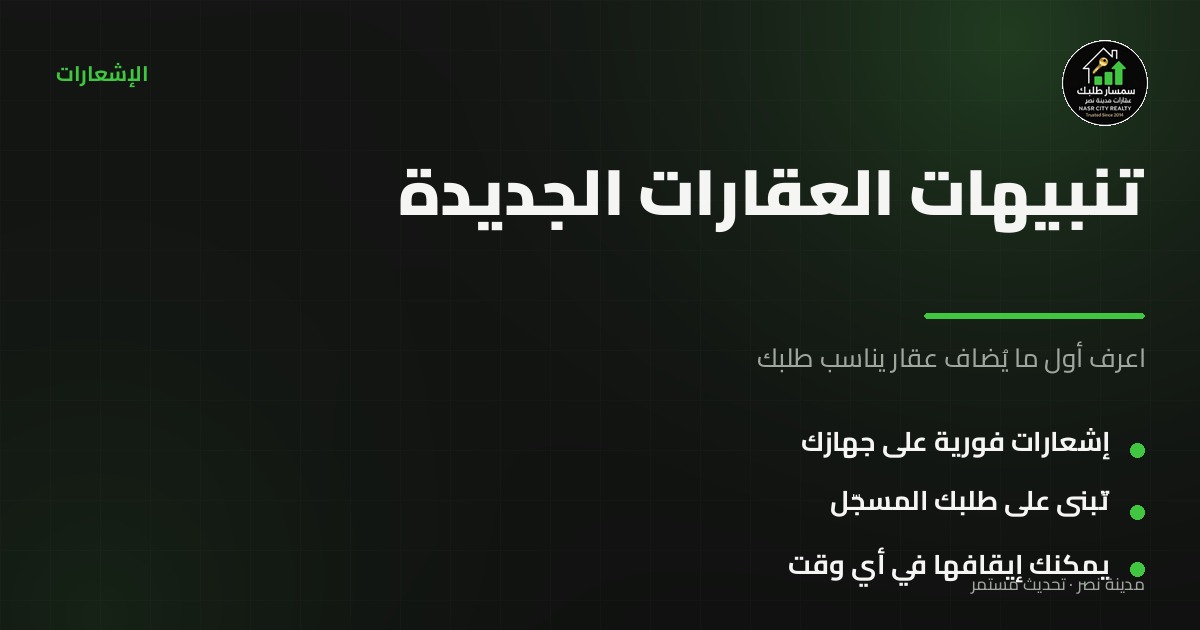 الإشعارات
سمسار طلبك
عقارات مدينة نصر
NASR CITY REALTY
Trusted Since 2014
تنبيهات العقارات الجديدة
اعرف أول ما يُضاف عقار يناسب طلبك
إشعارات فورية على جهازك
تُبنى على طلبك المسجّل
يمكنك إيقافها في أي وقت
مدينة نصر · تحديث مستمر